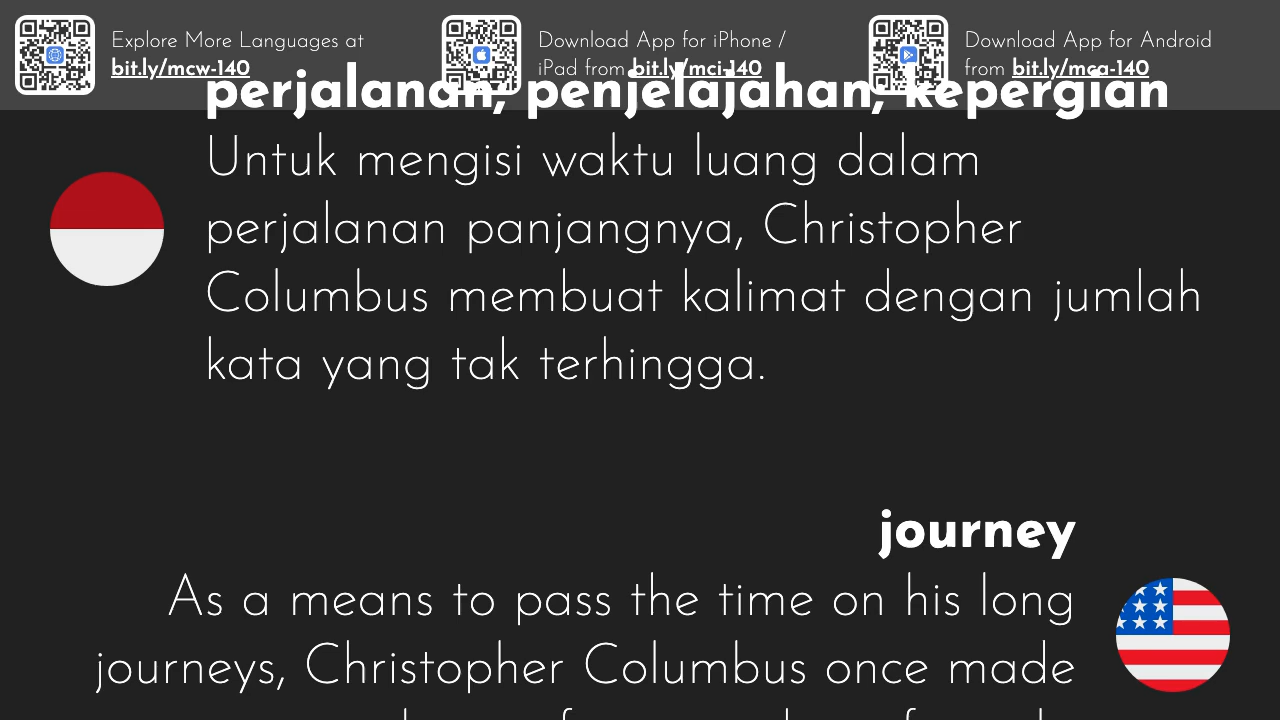 Explore More Languages at
bit.ly/mcw-140
Download App for iPhone /
iPad from bit.ly/mci-140
Download App for Android
from bit.ly/mca-140
perjalanan, penjelajahan, kepergian
Untuk mengisi waktu luang dalam
perjalanan panjangnya, Christopher
Columbus membuat kalimat dengan jumlah
kata yang tak terhingga.
journey
As a means to pass the time on his long
journeys, Christopher Columbus once made